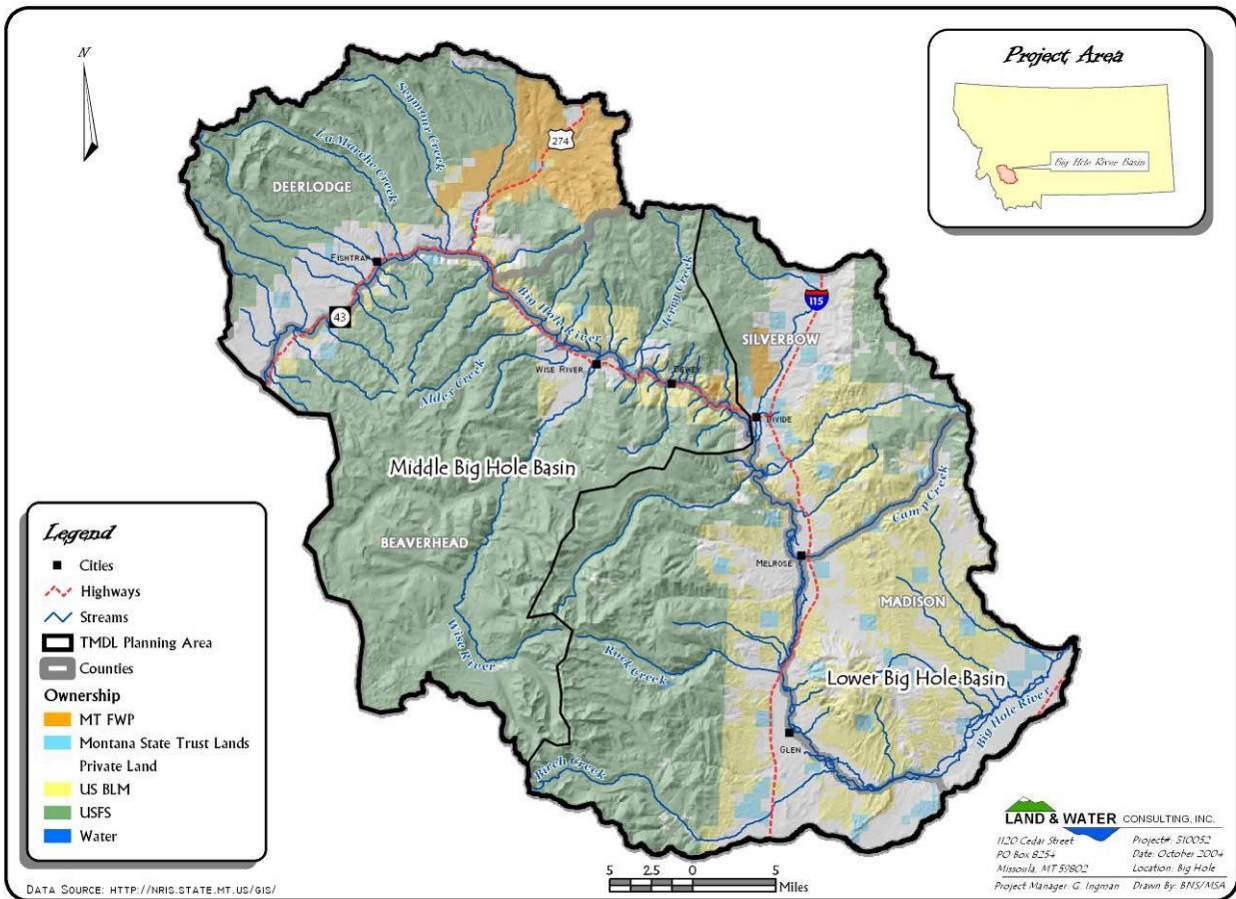 N
Project Area
Big Hole River Basin
Seymour Creek
La Marche Creek
274
DEERLODGE
FISHTRAP
43
Big Hole River
Jerry Creek
115
SILVERBOW
WISE RIVER
DEWEY
Alder Creek
DIVIDE
Middle Big Hole Basin
Camp Creek
BEAVERHEAD
MELROSE
MADISON
Wise River
Rock Creek
Lower Big Hole Basin
Big Hole River
GLEN
Birch Creek
Legend
Cities
Highways
Streams
TMDL Planning Area
Counties
Ownership
MT FWP
Montana State Trust Lands
Private Land
US BLM
USFS
Water
DATA SOURCE: HTTP://NRIS.STATE.MT.US/GIS/
5 2.5 0 5
Miles
LAND & WATER CONSULTING, INC.
1120 Cedar Street
PO Box 8254
Missoula, MT 59802
Project Manager: G. Ingman
Project#: 310052
Date: October 2004
Location: Big Hole
Drawn By: BNS/MSA